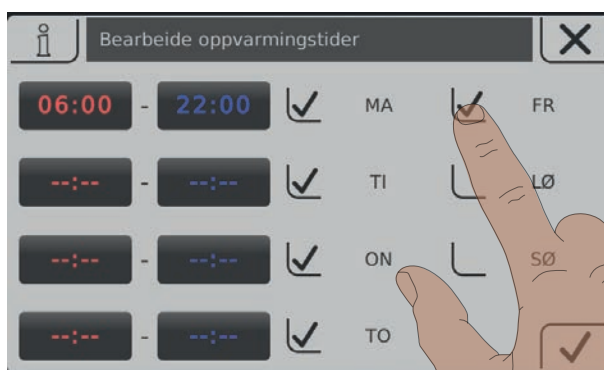 Bearbeide oppvarmingstider
06:00 - 22:00 MA FR
--:-- - --:-- TI LØ
--:-- - --:-- ON SØ
--:-- - --:-- TO